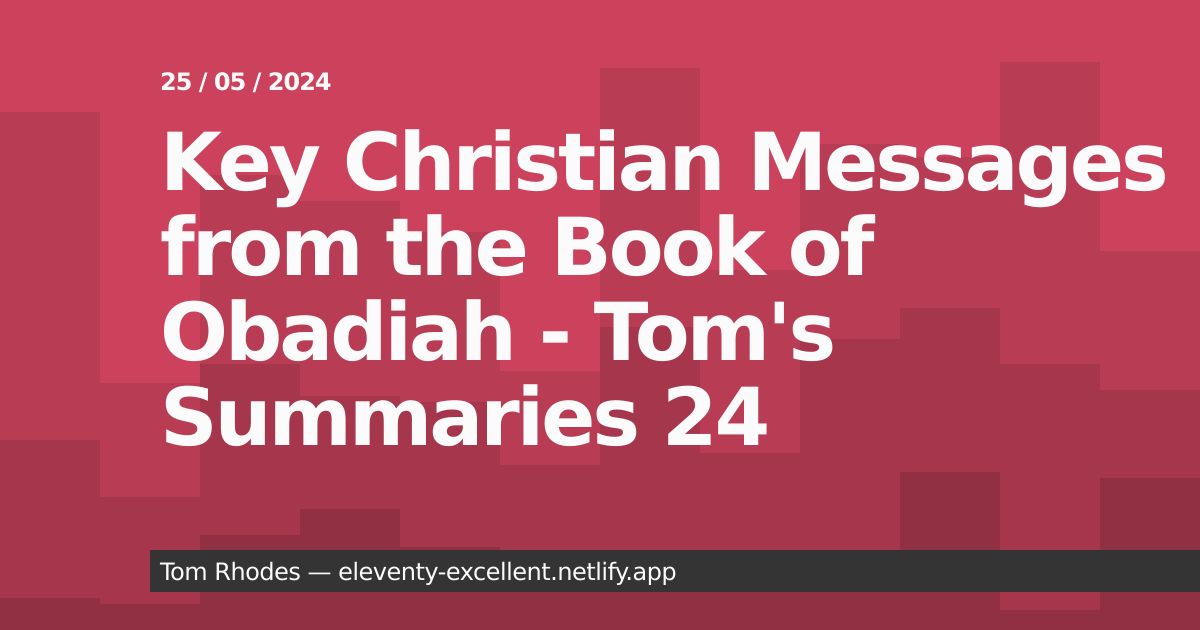 25 / 05 / 2024
Key Christian Messages
from the Book of
Obadiah - Tom's
Summaries 24
Tom Rhodes — eleventy-excellent.netlify.app